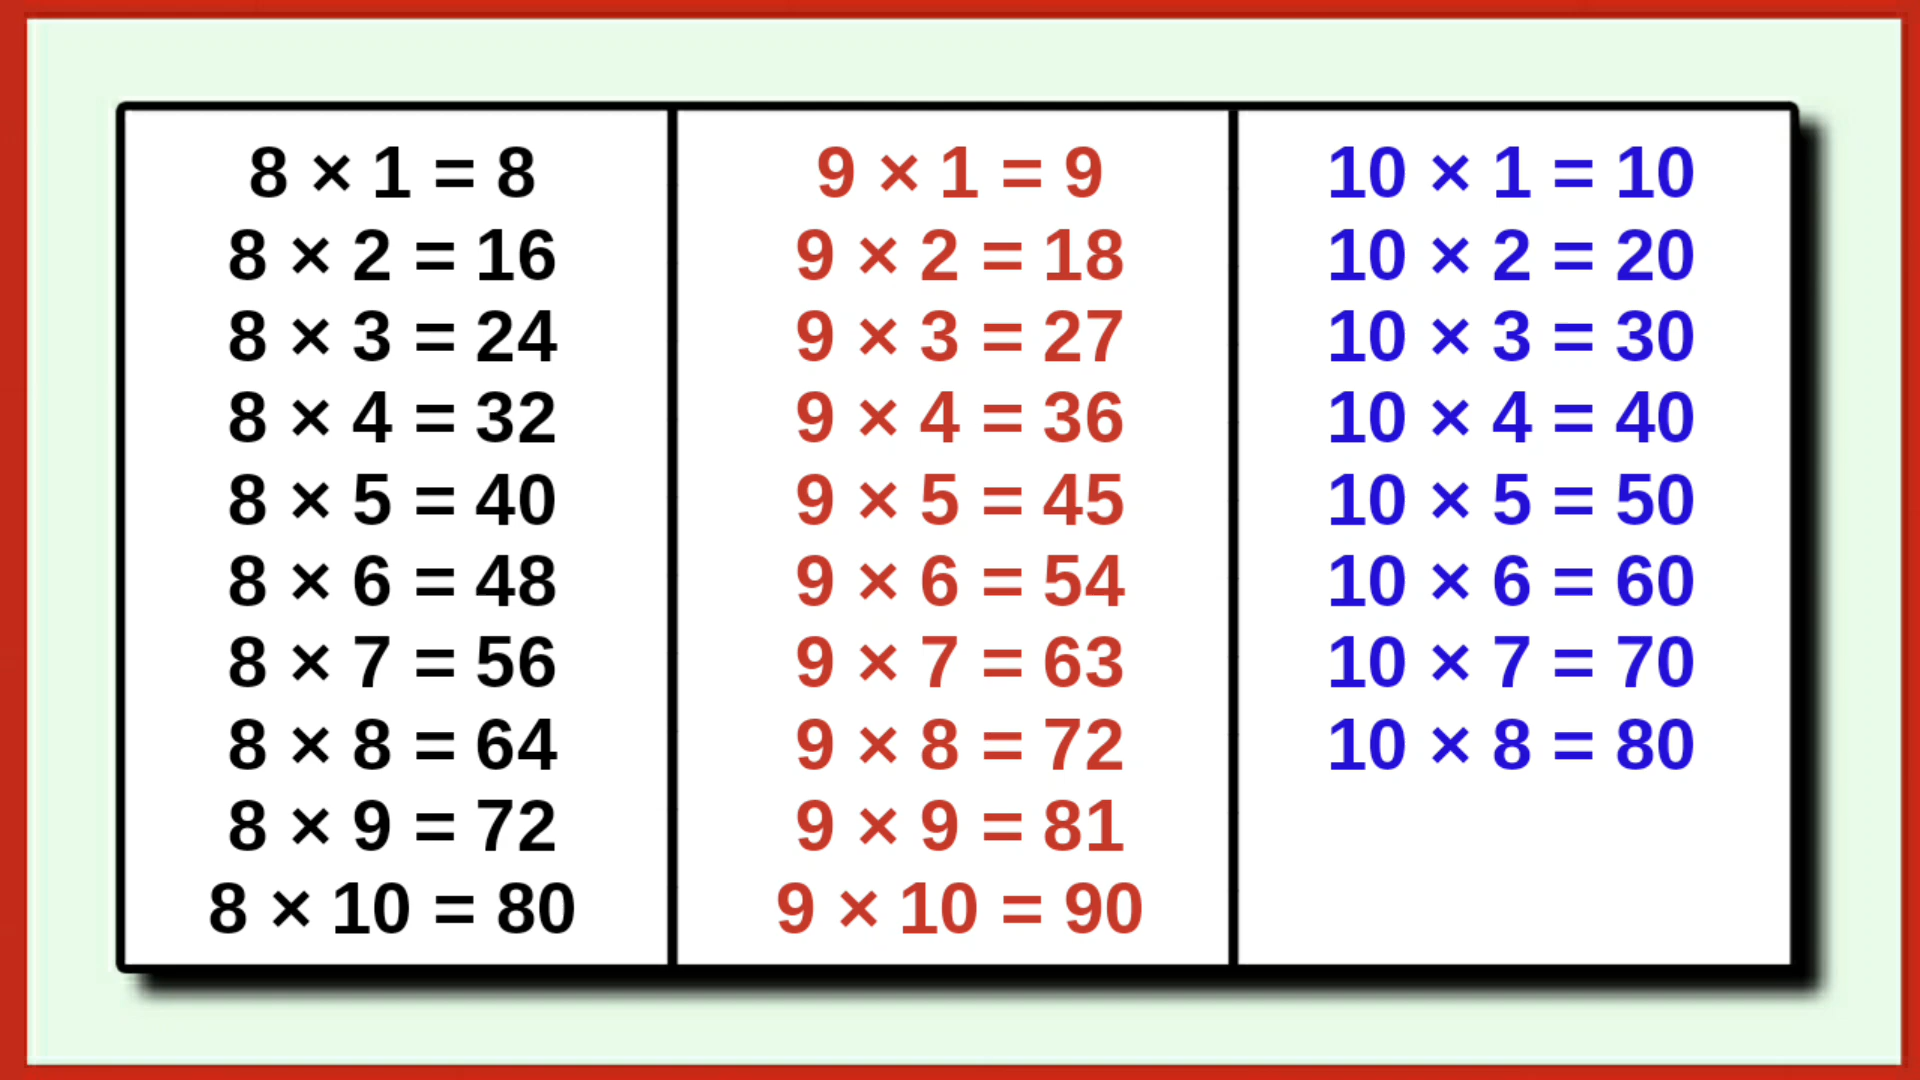 8 × 1 = 8
8 × 2 = 16
8 × 3 = 24
8 × 4 = 32
8 × 5 = 40
8 × 6 = 48
8 × 7 = 56
8 × 8 = 64
8 × 9 = 72
8 × 10 = 80
9 × 1 = 9
9 × 2 = 18
9 × 3 = 27
9 × 4 = 36
9 × 5 = 45
9 × 6 = 54
9 × 7 = 63
9 × 8 = 72
9 × 9 = 81
9 × 10 = 90
10 × 1 = 10
10 × 2 = 20
10 × 3 = 30
10 × 4 = 40
10 × 5 = 50
10 × 6 = 60
10 × 7 = 70
10 × 8 = 80